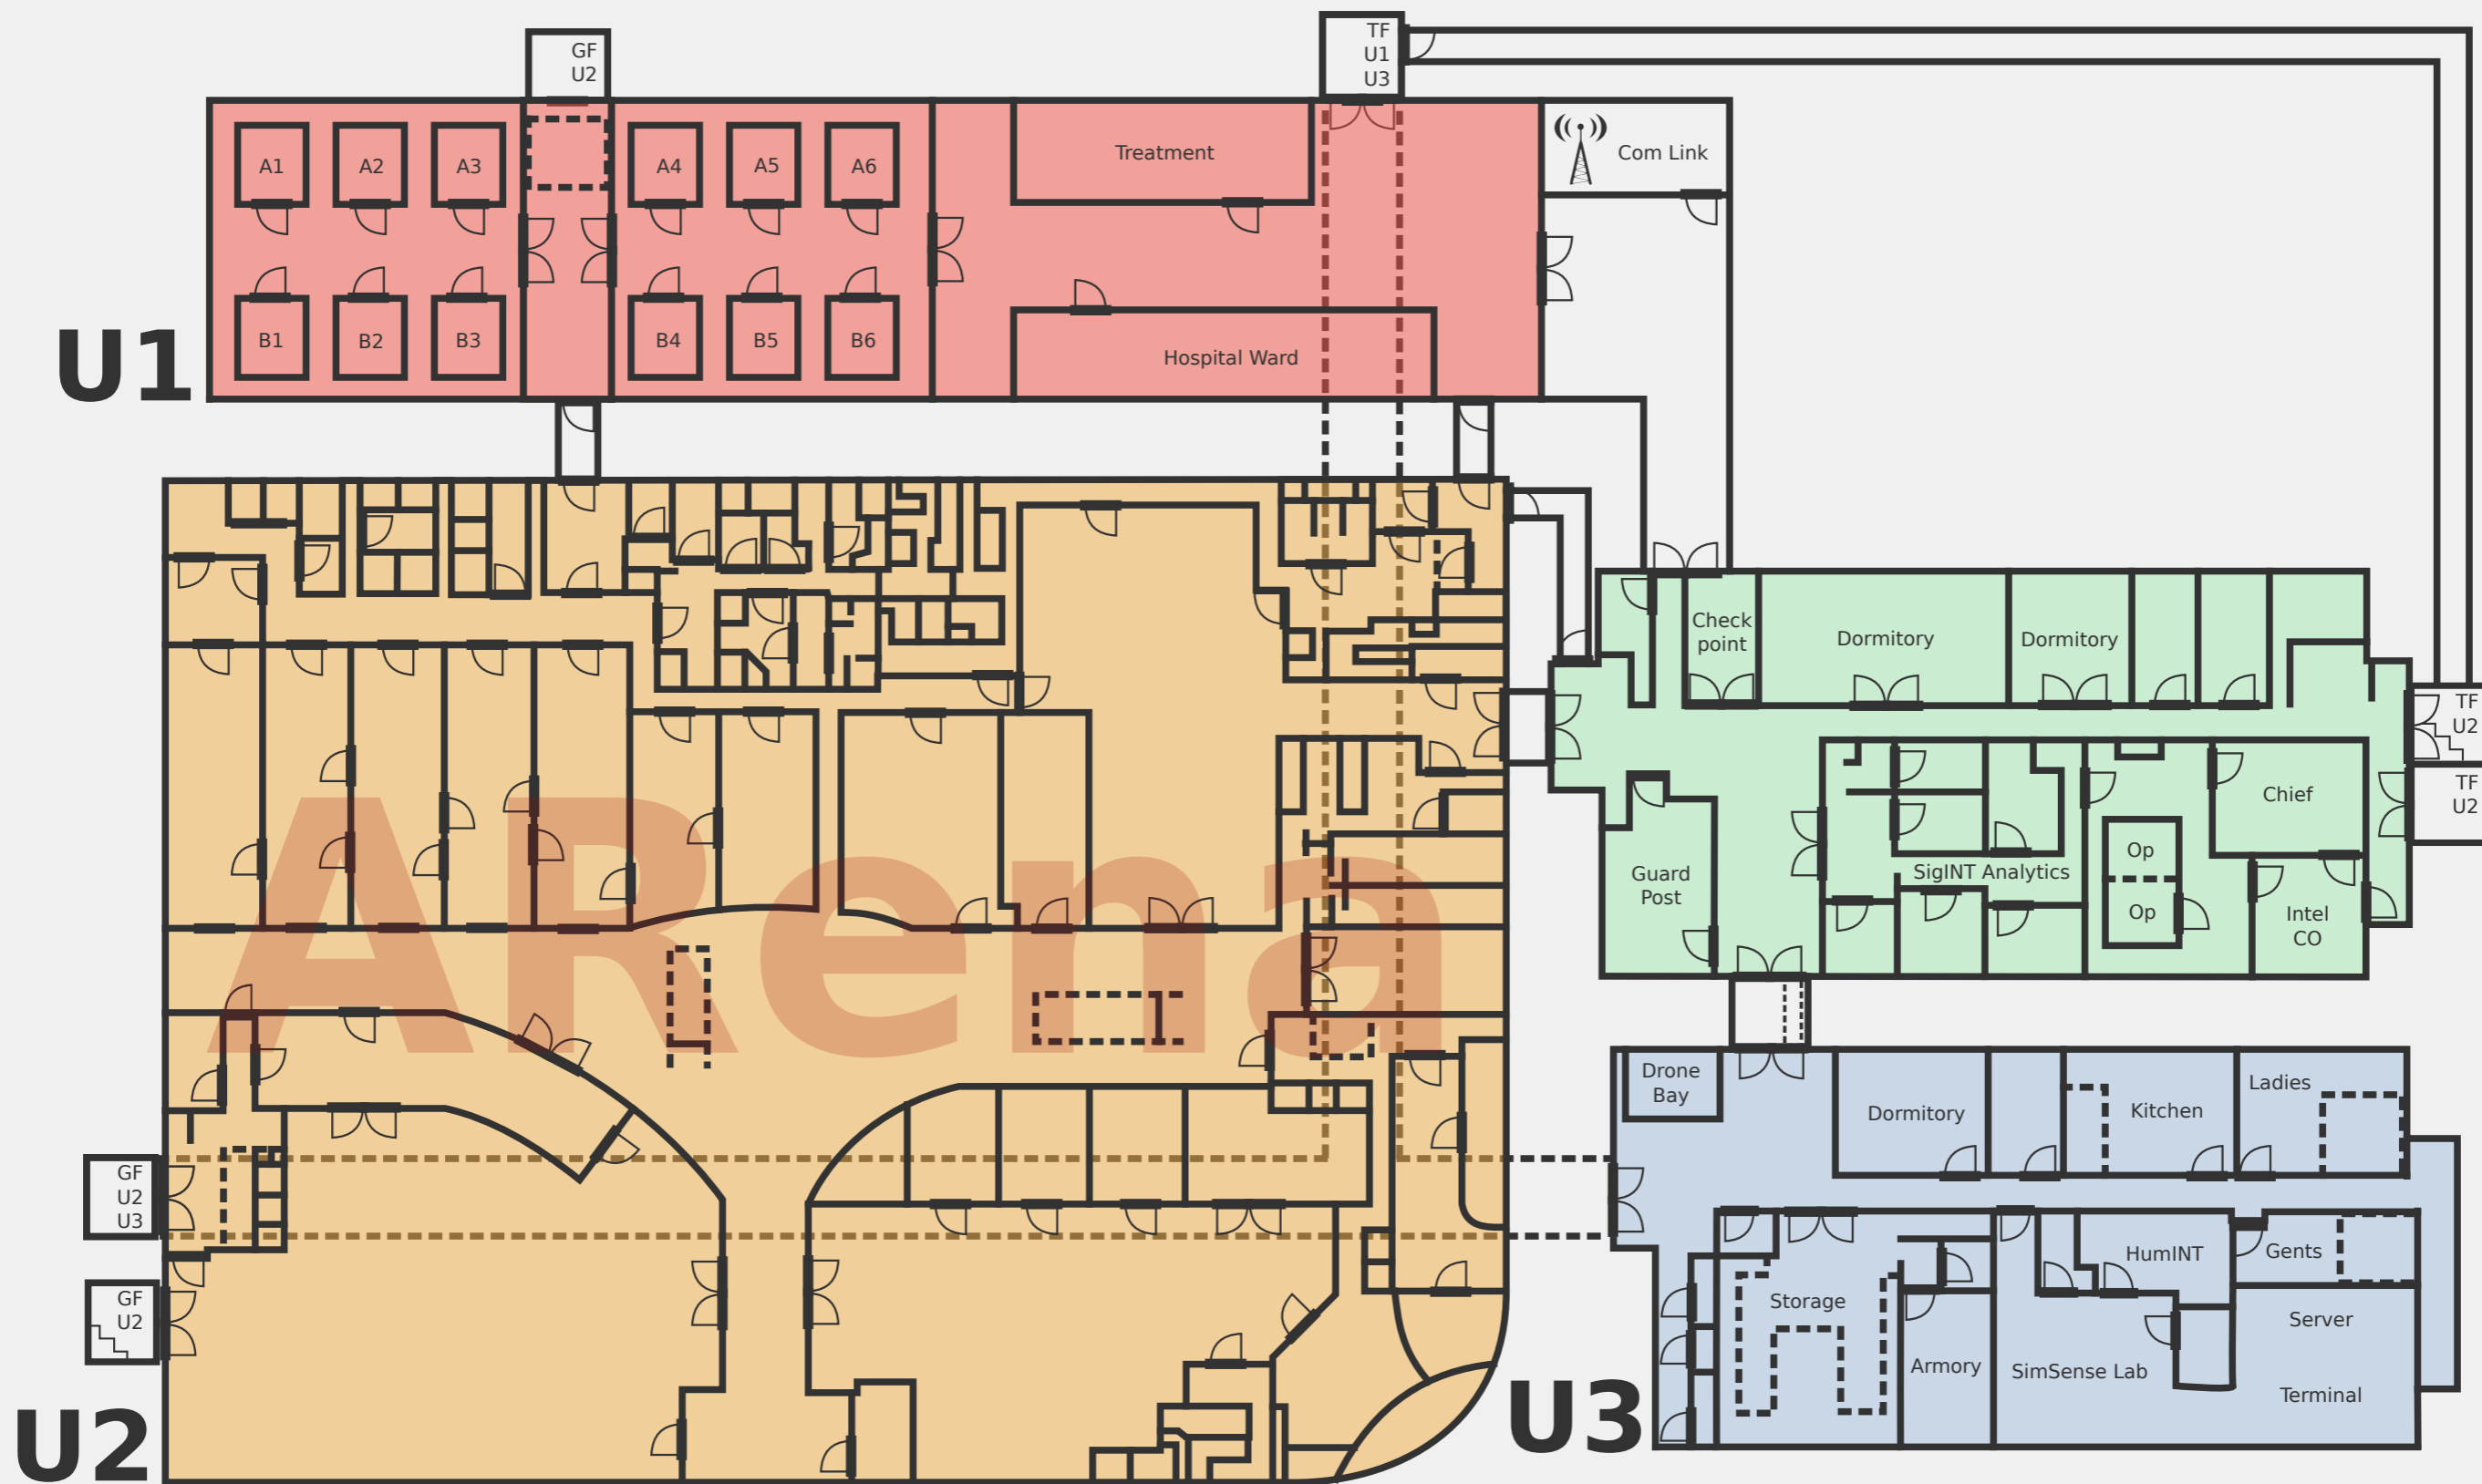 GF
U2
TF
U1
U3
A1
A2
A3
A4
A5
A6
Treatment
Com Link
B1
B2
B3
B4
B5
B6
Hospital Ward
U1
Check
point
Dormitory
Dormitory
TF
U2
TF
U2
Chief
Guard
Post
SigINT Analytics
Op
Op
Intel
CO
ARena
Drone
Bay
Dormitory
Kitchen
Ladies
GF
U2
U3
GF
U2
HumINT
Gents
Storage
Server
Armory
SimSense Lab
Terminal
U2
U3